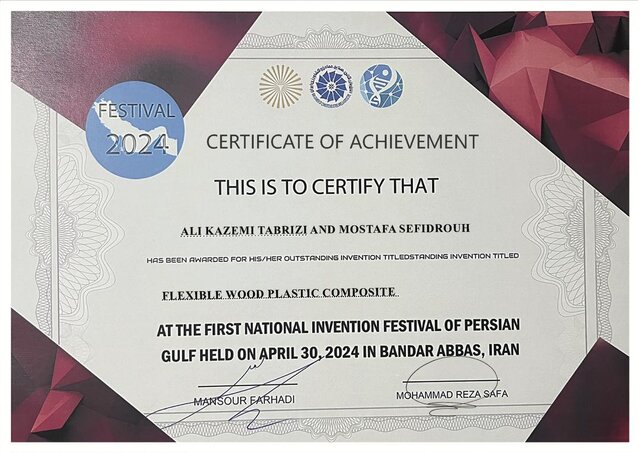 FESTIVAL
2024
CERTIFICATE OF ACHIEVEMENT
THIS IS TO CERTIFY THAT
ALI KAZEMI TABRIZI AND MOSTAFA SEFIDROUH
HAS BEEN AWARDED FOR HIS/HER OUTSTANDING INVENTION TITLEDSTANDING INVENTION TITLED
FLEXIBLE WOOD PLASTIC COMPOSITE
AT THE FIRST NATIONAL INVENTION FESTIVAL OF PERSIAN
GULF HELD ON APRIL 30, 2024 IN BANDAR ABBAS, IRAN
MANSOUR FARHADI
MOHAMMAD REZA SAFA